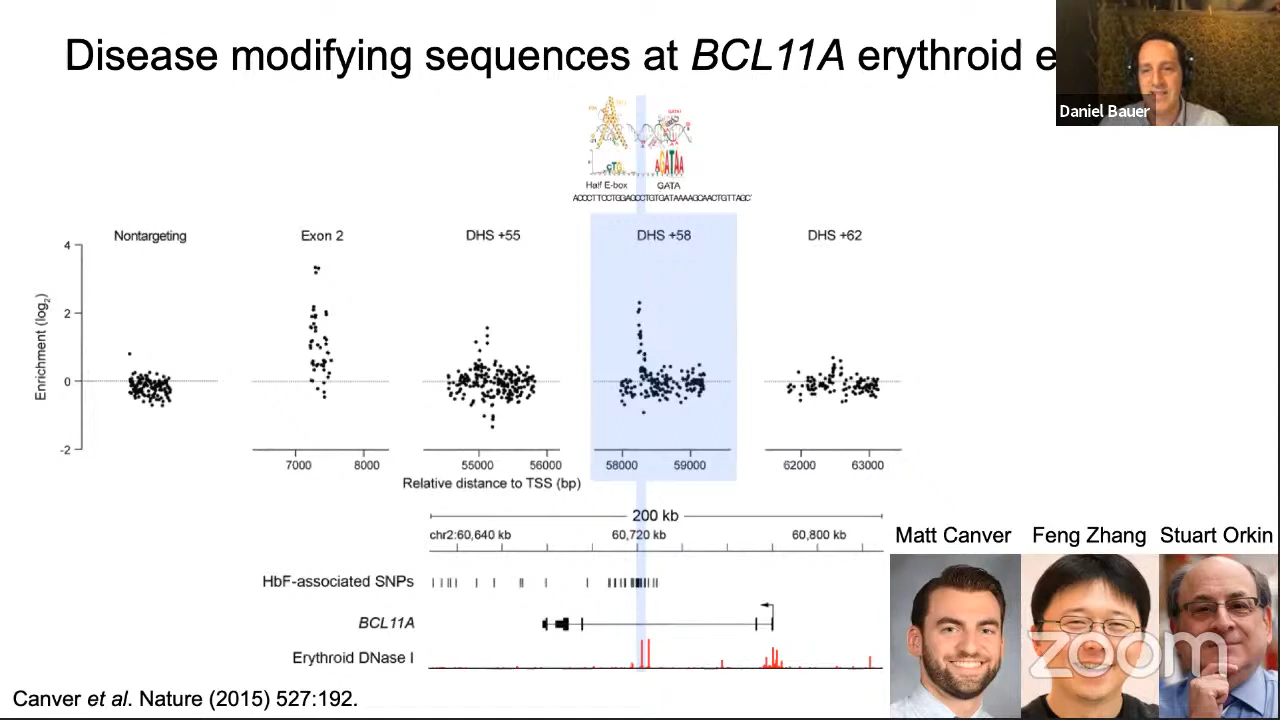 Disease modifying sequences at BCL11A erythroid e
Daniel Bauer
Half E-box GATA
ACCCTTCCTGGAGCCTGTGATAAAAGCAACTGTTAGC
Nontargeting Exon 2 DHS +55 DHS +58 DHS +62
Enrichment (log2)
4
2
0
-2
7000 8000 55000 56000 58000 59000 62000 63000
Relative distance to TSS (bp)
200 kb
chr2:60,640 kb 60,720 kb 60,800 kb
HbF-associated SNPs
BCL11A
Erythroid DNase I
Matt Canver Feng Zhang Stuart Orkin
zoom
Canver et al. Nature (2015) 527:192.